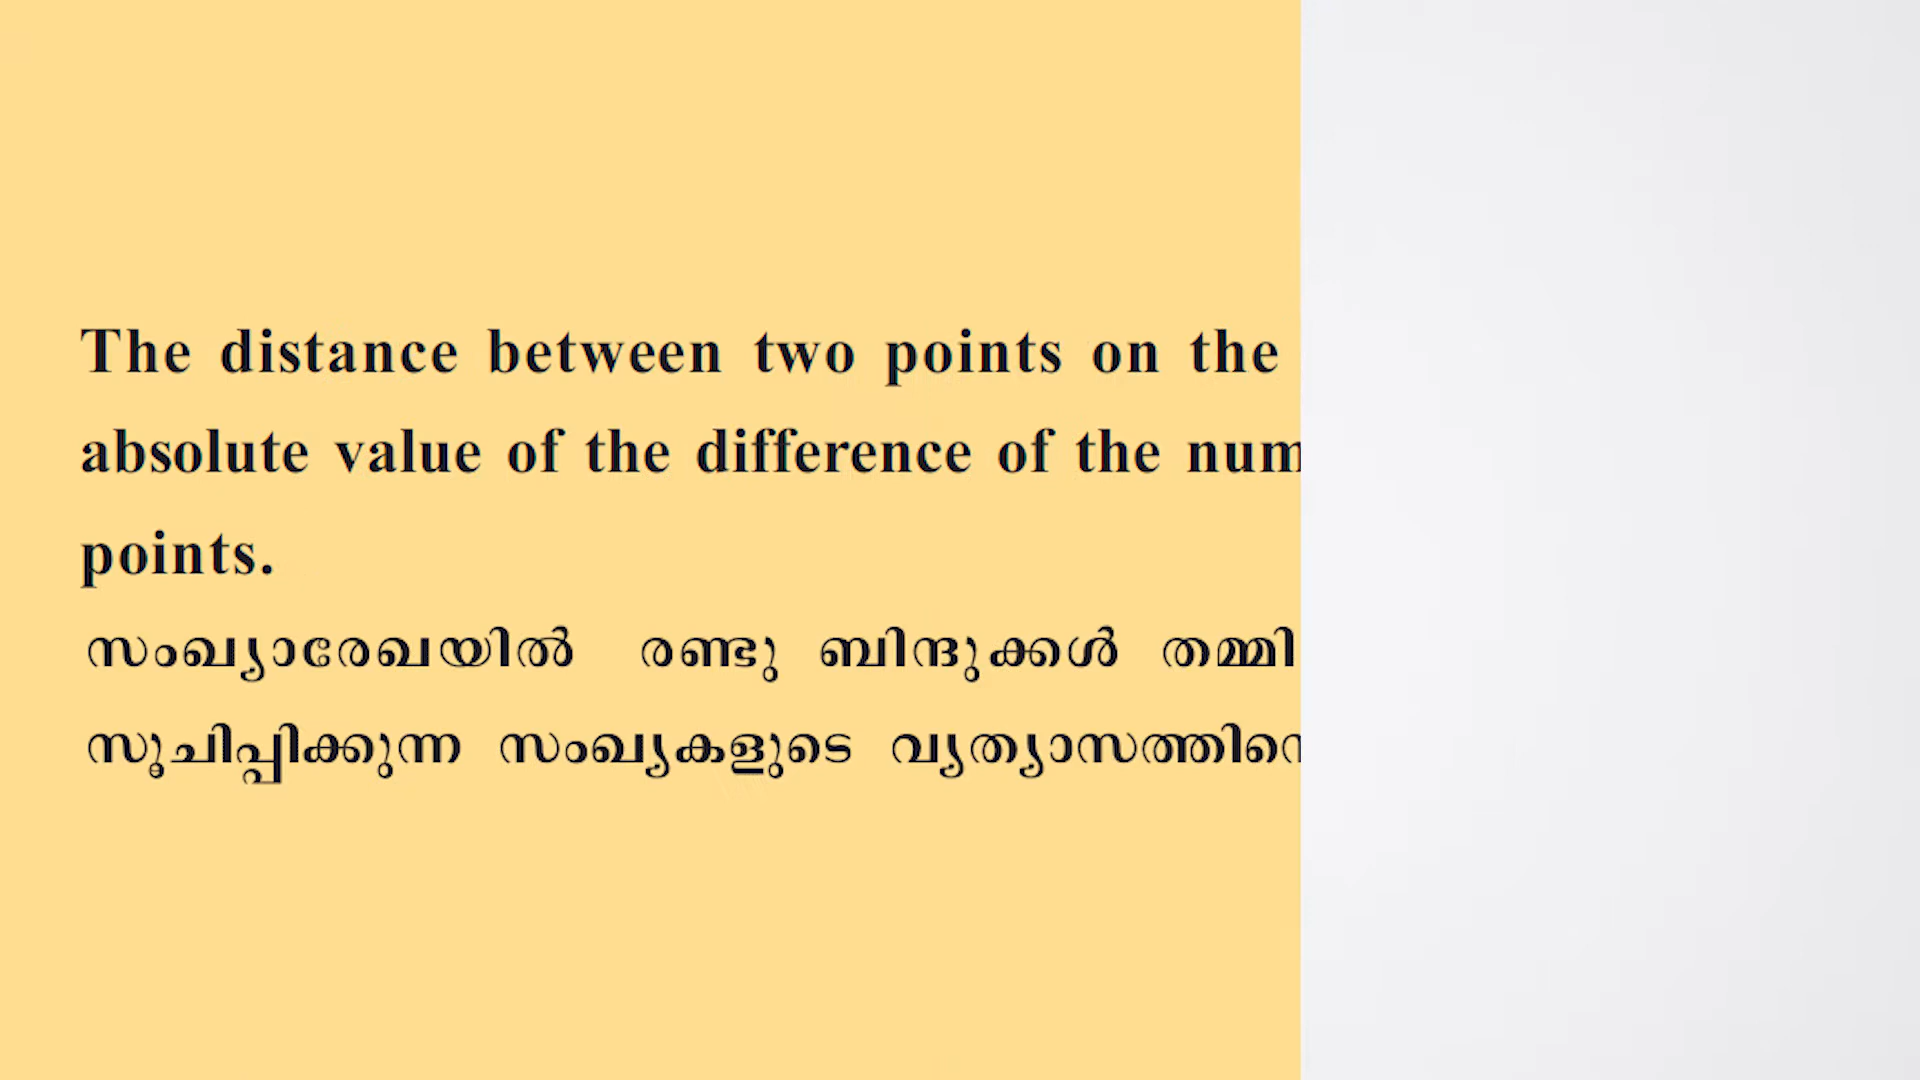 The distance between two points on the
absolute value of the difference of the num
points.
സംഖ്യാരേഖയിൽ രണ്ടു ബിന്ദുക്കൾ തമ്മി
സൂചിപ്പിക്കുന്ന സംഖ്യകളുടെ വ്യത്യാസത്തിന